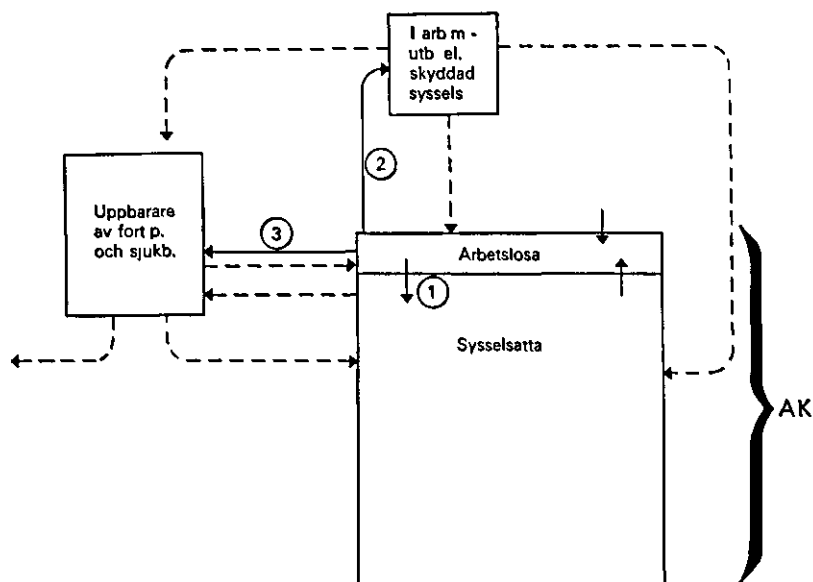 I arb m -
utb el.
skyddad
syssels
2
Uppbarare
av fort p.
och sjukb.
3
Arbetslosa
1
Sysselsatta
AK